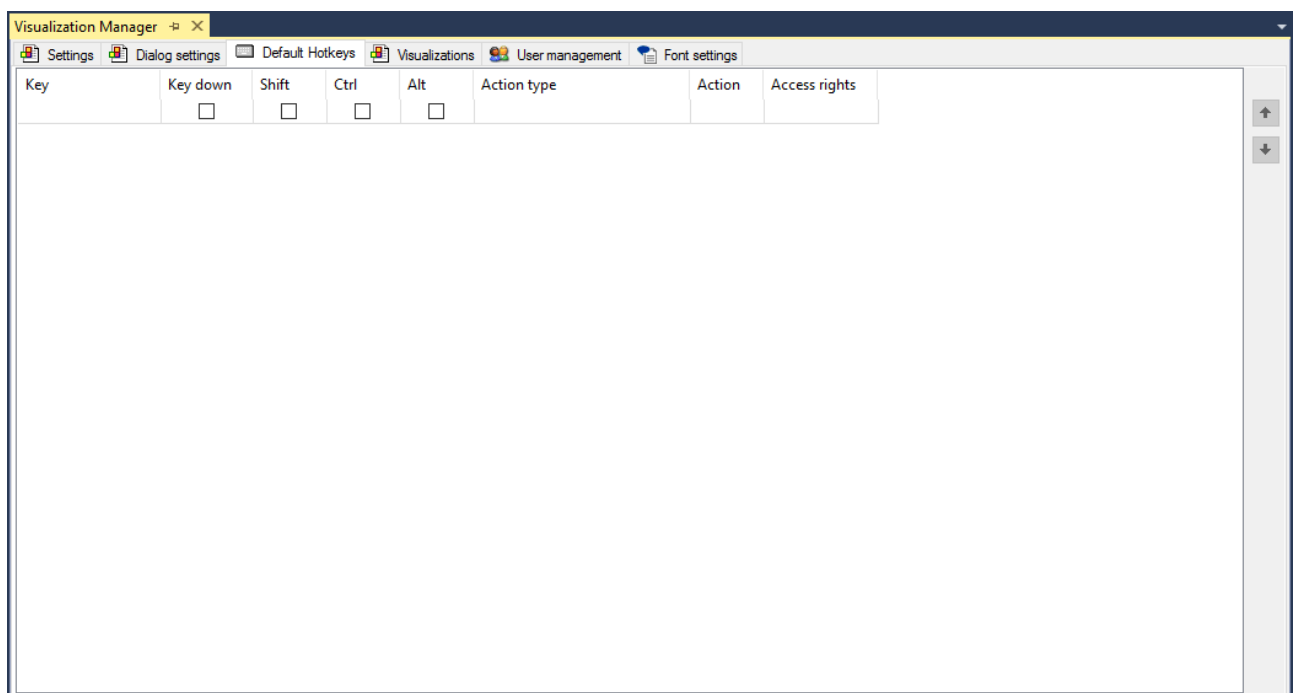 Visualization Manager
Settings Dialog settings Default Hotkeys Visualizations User management Font settings
Key Key down Shift Ctrl Alt Action type Action Access rights